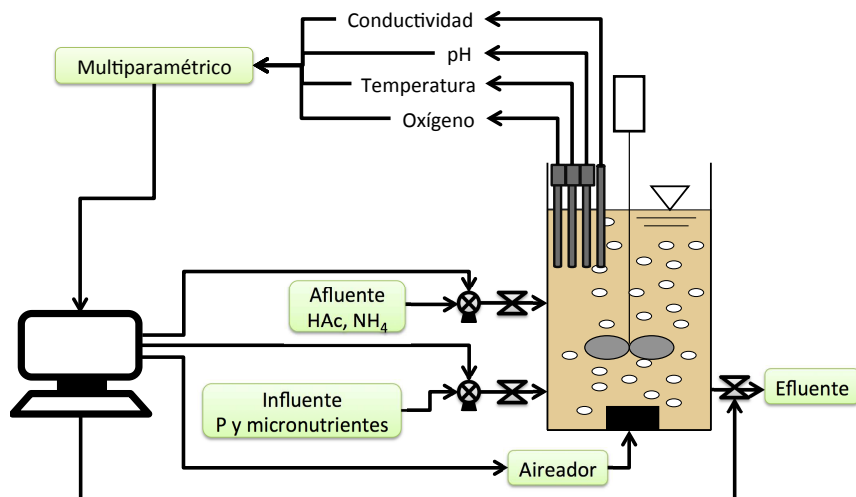 Conductividad
pH
Multiparamétrico
Temperatura
Oxígeno
Afluente
HAc, NH₄
Influente
P y micronutrientes
Efluente
Aireador